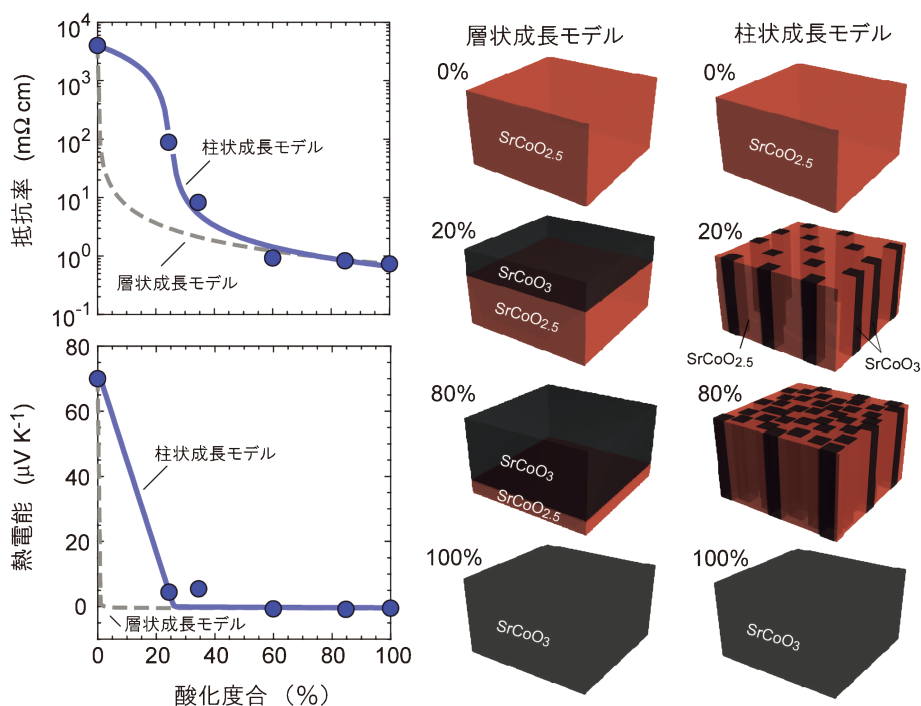 抵抗率 (mΩ cm)
10⁴
10³
10²
10¹
10⁰
10⁻¹
柱状成長モデル
層状成長モデル
熱電能 (μV K⁻¹)
80
60
40
20
0
柱状成長モデル
層状成長モデル
0
20
40
60
80
100
酸化度合 (%)
層状成長モデル
0%
SrCoO₂.₅
20%
SrCoO₃
SrCoO₂.₅
80%
SrCoO₃
SrCoO₂.₅
100%
SrCoO₃
柱状成長モデル
0%
SrCoO₂.₅
20%
SrCoO₂.₅
SrCoO₃
80%
100%
SrCoO₃